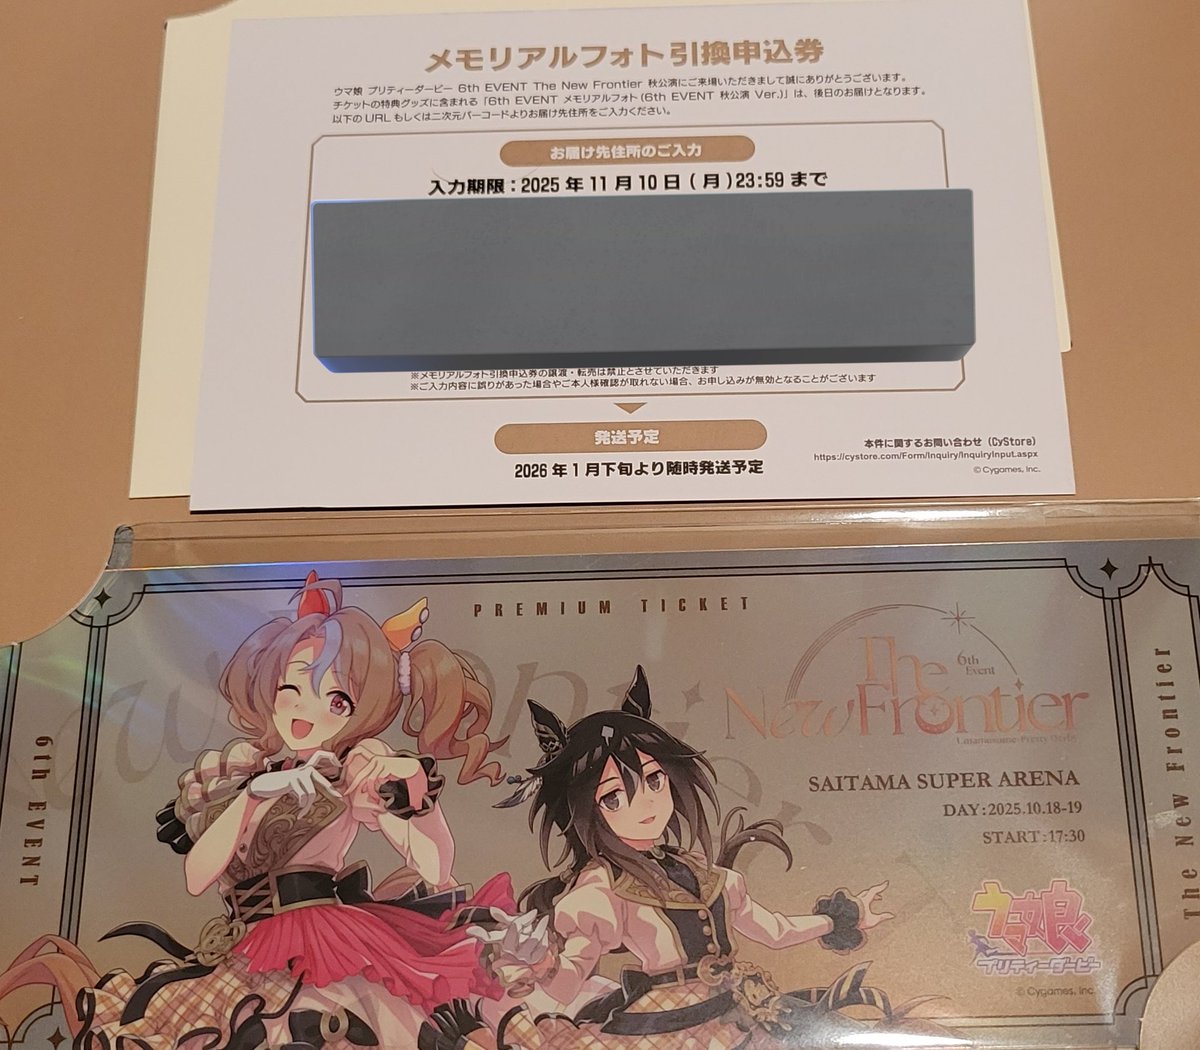 メモリアルフォト引換申込券
ウマ娘 プリティーダービー 6th EVENT The New Frontier 秋公演にご来場いただきまして誠にありがとうございます。
チケットの特典グッズに含まれる「6th EVENT メモリアルフォト(6th EVENT 秋公演 Ver.)」は、後日のお届けとなります。
以下のURLもしくは二次元バーコードよりお届け先住所をご入力ください。
お届け先住所のご入力
入力期限：2025年11月10日(月)23:59まで
※メモリアルフォト引換申込券の譲渡・転売は禁止とさせていただきます
※ご入力内容に誤りがあった場合やご本人様確認が取れない場合、お申し込みが無効となることがございます
発送予定
2026年1月下旬より随時発送予定
本件に関するお問い合わせ（CyStore）
https://cystore.com/Form/Inquiry/InquiryInput.aspx
©Cygames, Inc.
PREMIUM TICKET
The
6th
Event
New Frontier
Umamusume Pretty Derby
SAITAMA SUPER ARENA
DAY:2025.10.18-19
START:17:30
ウマ娘
プリティーダービー
©Cygames, Inc.
6th EVENT
The New Frontier